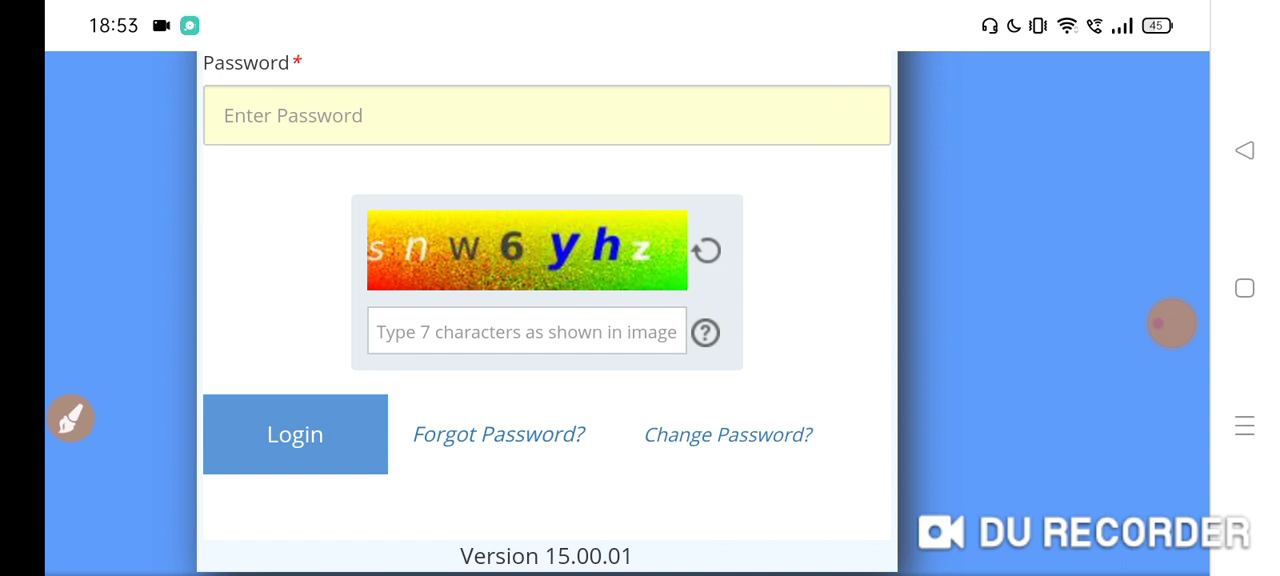 18:53
45
Password*
Enter Password
s n w 6 y h z
Type 7 characters as shown in image
?
Login Forgot Password? Change Password?
DU RECORDER
Version 15.00.01